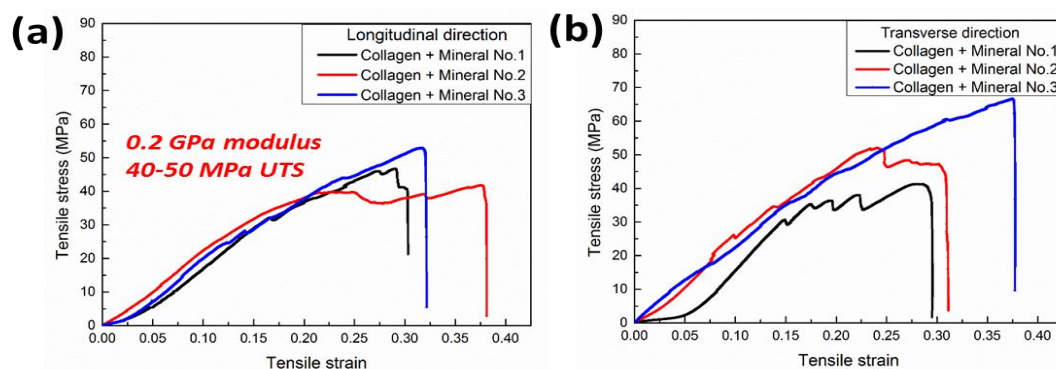 (a)
Longitudinal direction
Collagen + Mineral No.1
Collagen + Mineral No.2
Collagen + Mineral No.3
0.2 GPa modulus
40-50 MPa UTS
Tensile stress (MPa)
90
80
70
60
50
40
30
20
10
0
0.00 0.05 0.10 0.15 0.20 0.25 0.30 0.35 0.40
Tensile strain
(b)
Transverse direction
Collagen + Mineral No.1
Collagen + Mineral No.2
Collagen + Mineral No.3
Tensile stress (MPa)
90
80
70
60
50
40
30
20
10
0
0.00 0.05 0.10 0.15 0.20 0.25 0.30 0.35 0.40
Tensile strain